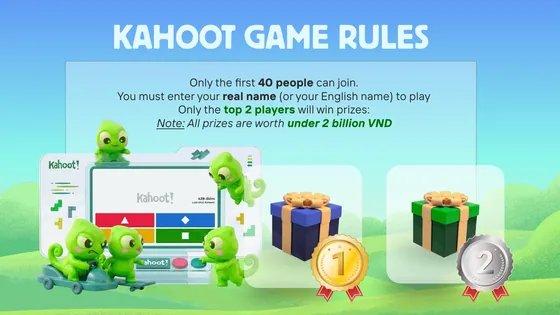 KAHOOT GAME RULES
Only the first 40 people can join.
You must enter your real name (or your English name) to play
Only the top 2 players will win prizes:
Note: All prizes are worth under 2 billion VND
Kahoot!
Kahoot!
ahoot!
1
2